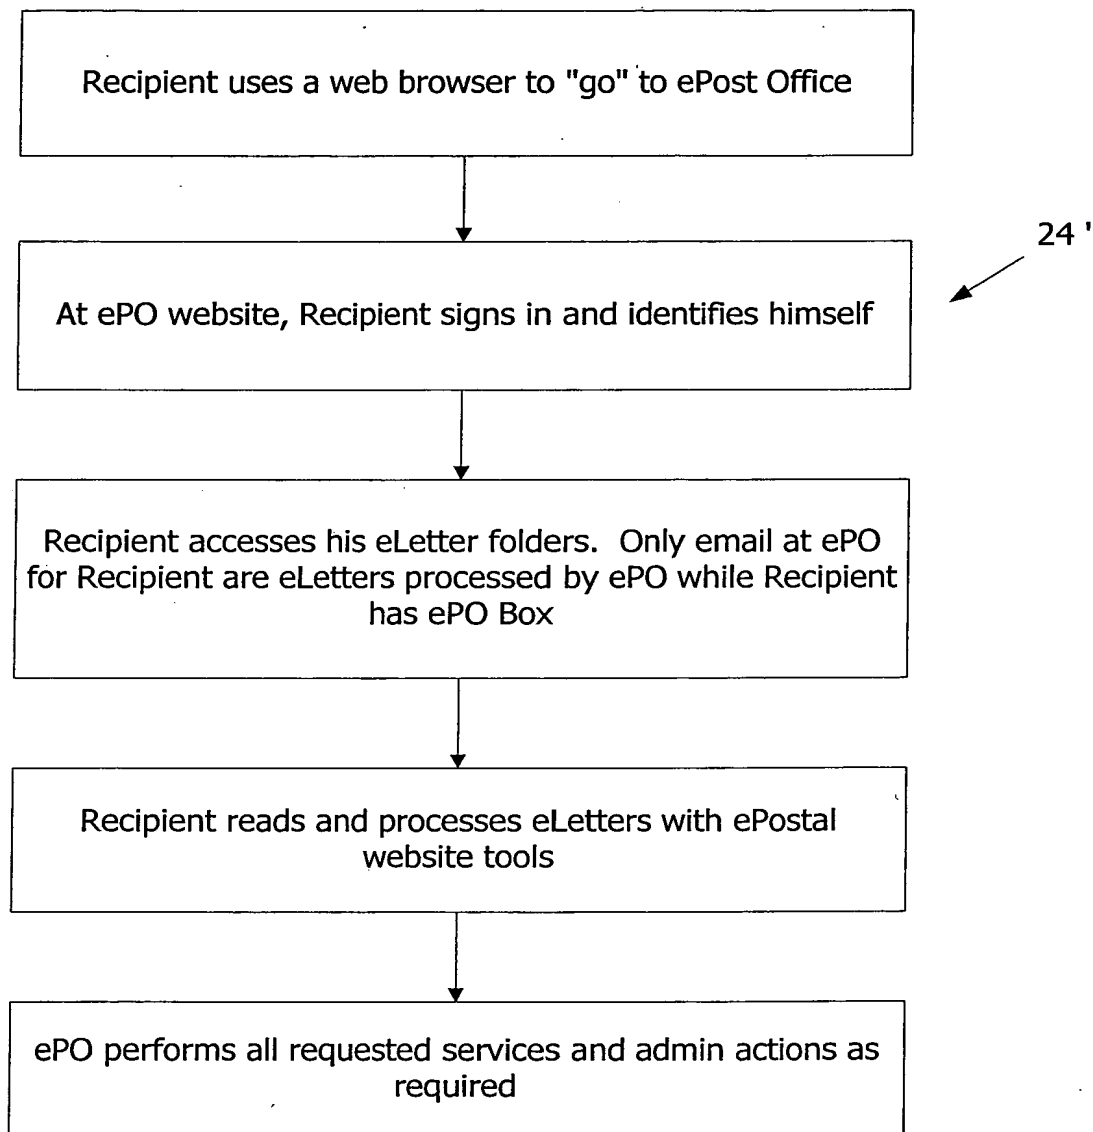 Recipient uses a web browser to "go" to ePost Office
24 '
At ePO website, Recipient signs in and identifies himself
Recipient accesses his eLetter folders. Only email at ePO
for Recipient are eLetters processed by ePO while Recipient
has ePO Box
Recipient reads and processes eLetters with ePostal
website tools
ePO performs all requested services and admin actions as
required